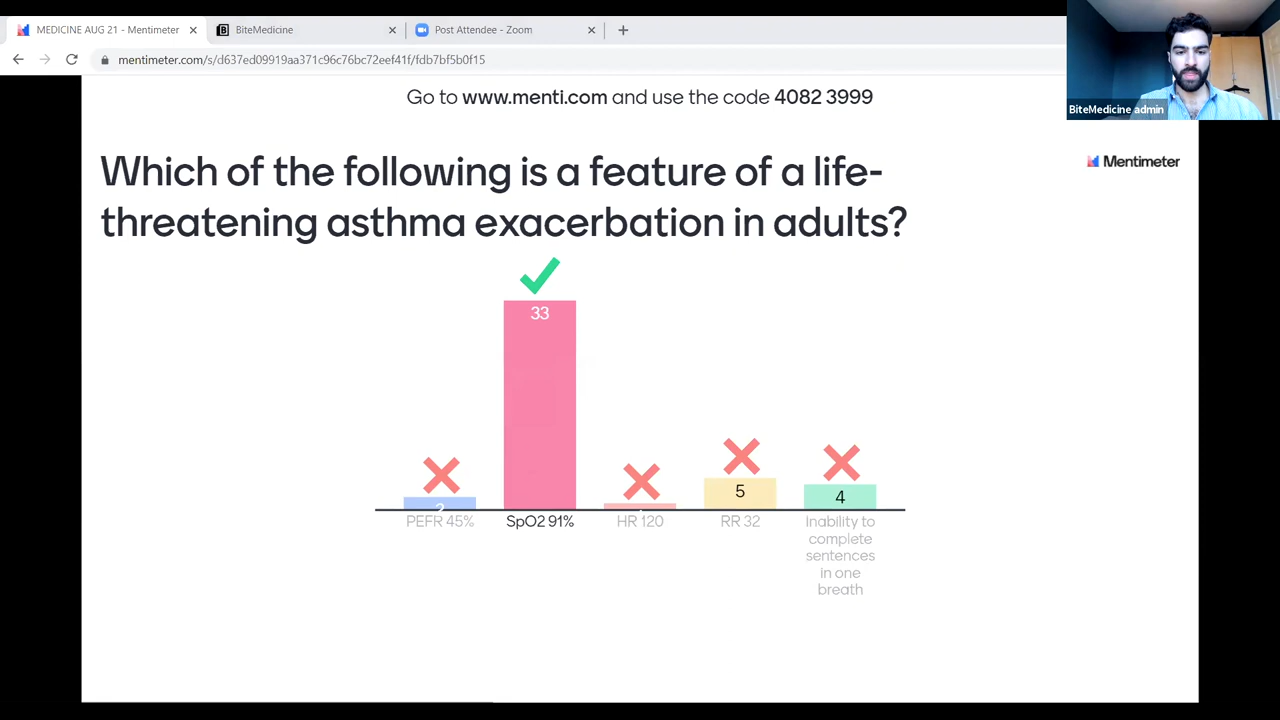 MEDICINE AUG 21 - Mentimeter
BiteMedicine
Post Attendee - Zoom
mentimeter.com/s/d637ed09919aa371c96c76bc72eef41f/fdb7bf5b0f15
BiteMedicine admin
Go to www.menti.com and use the code 4082 3999
Mentimeter
Which of the following is a feature of a life-
threatening asthma exacerbation in adults?
33
5
4
PEFR 45%
SpO2 91%
HR 120
RR 32
Inability to
complete
sentences
in one
breath